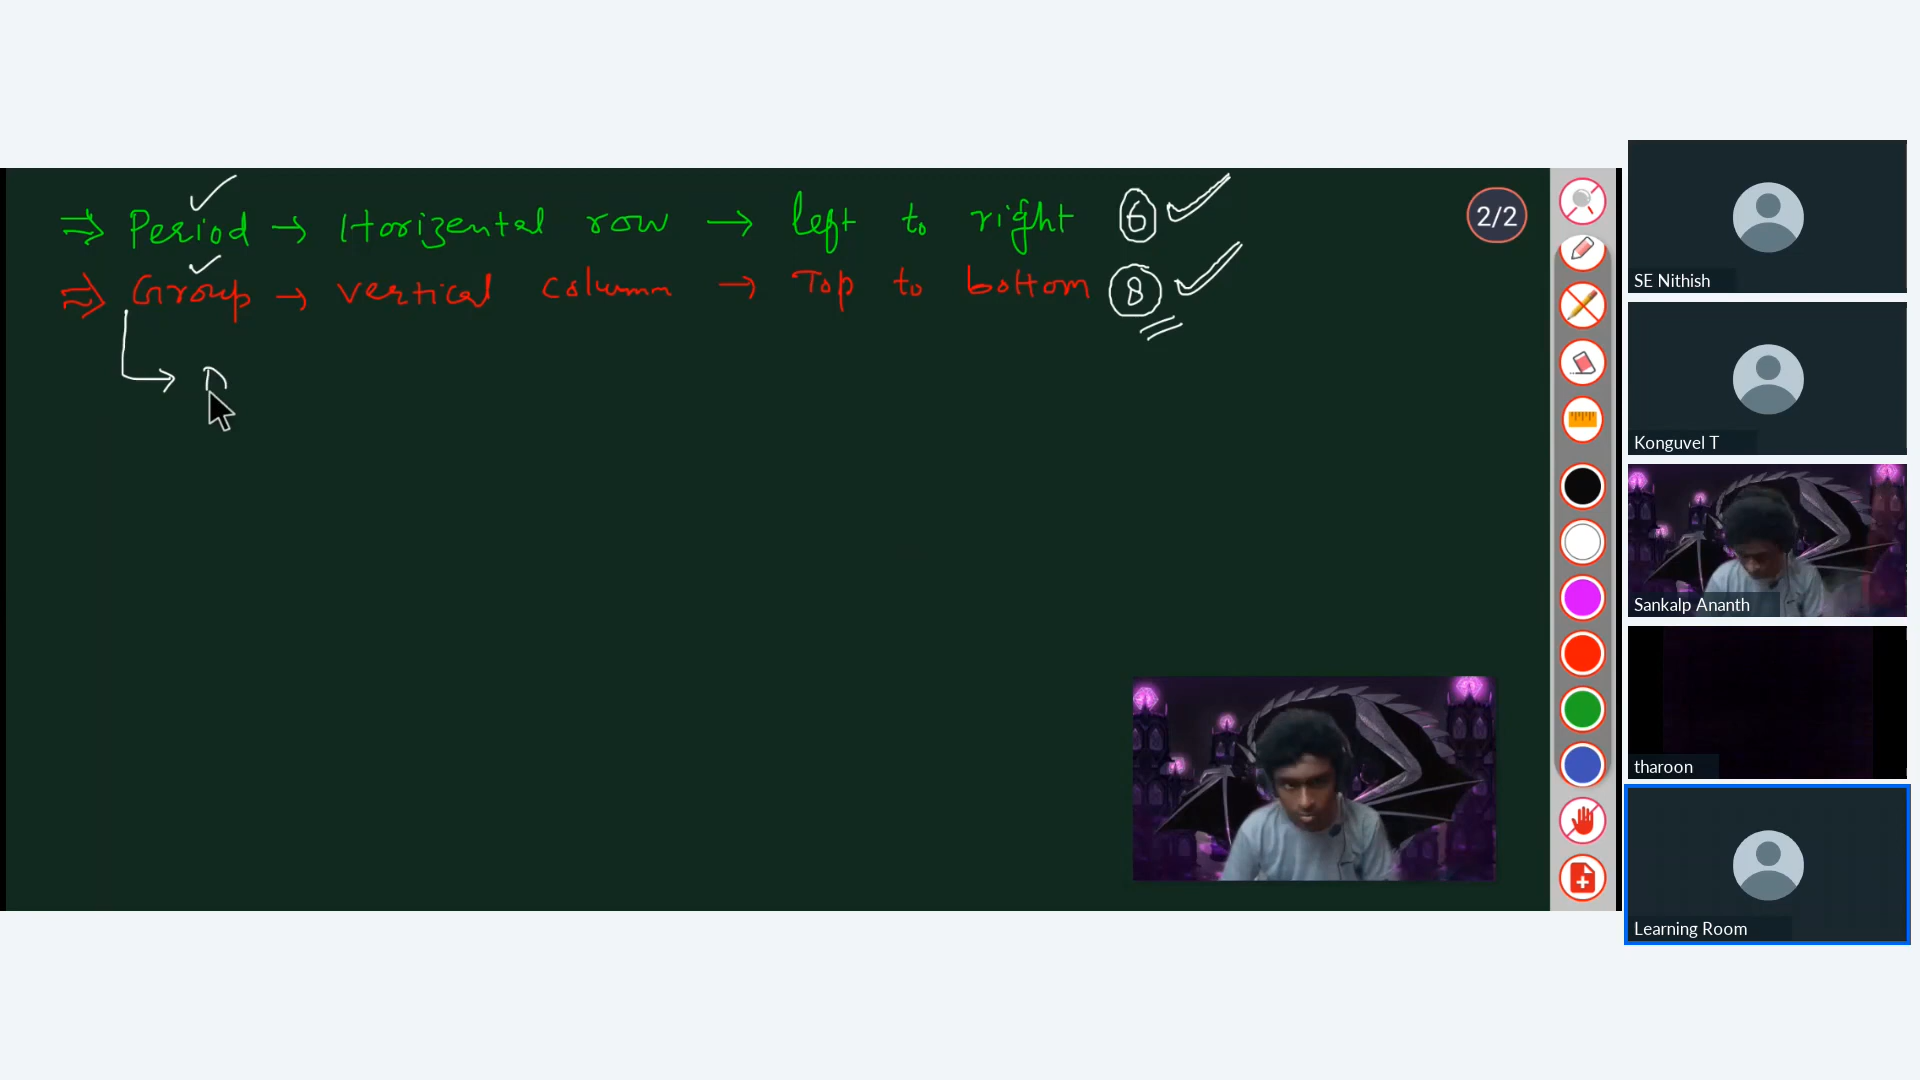 ⇒ Period → Horizental row → left to right 6 ✓
2/2
⇒ Group → vertical column → Top to bottom 8 ✓
SE Nithish
Konguvel T
Sankalp Ananth
tharoon
Learning Room